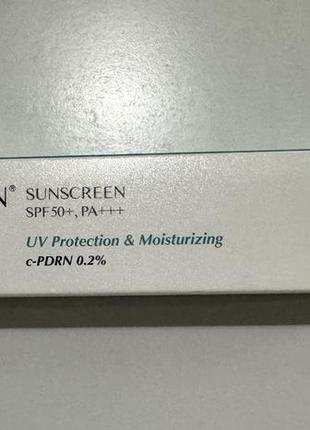 N® SUNSCREEN
SPF50+, PA+++
UV Protection & Moisturizing
c-PDRN 0.2%